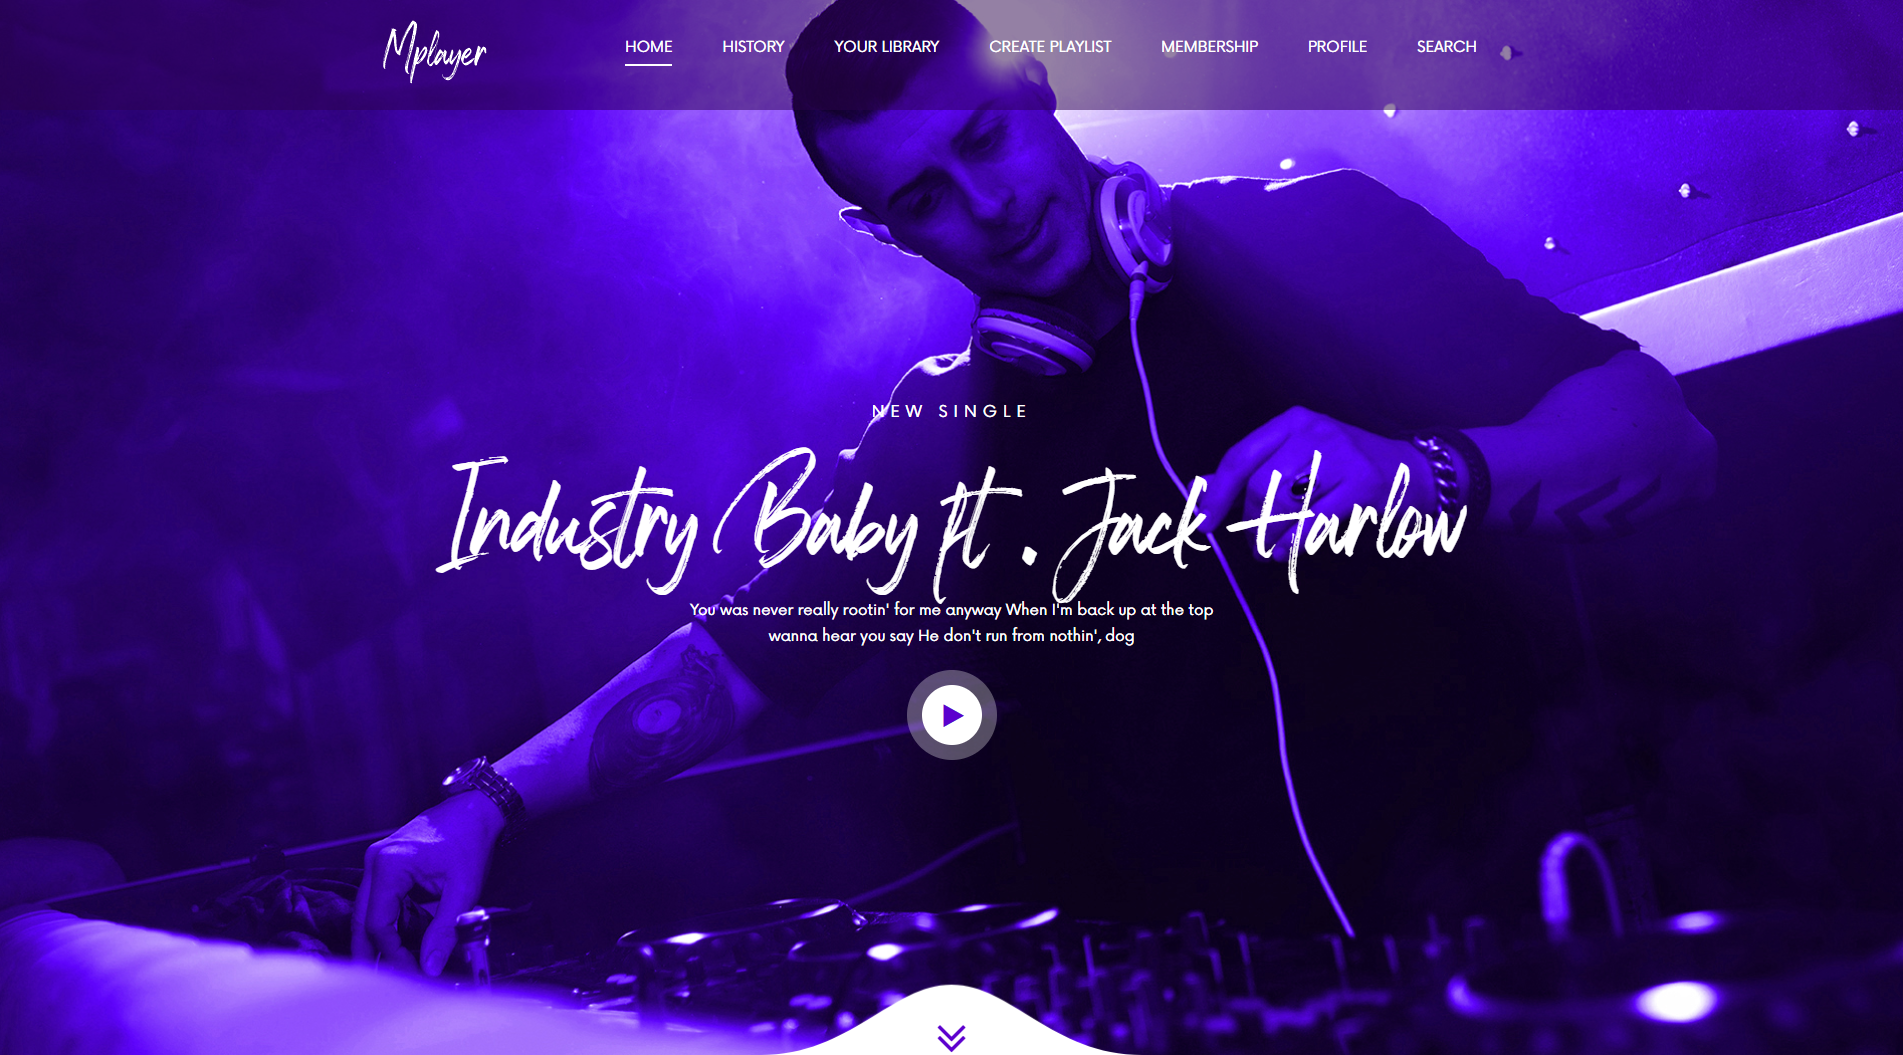 Mplayer
HOME HISTORY YOUR LIBRARY CREATE PLAYLIST MEMBERSHIP PROFILE SEARCH
NEW SINGLE
Industry Baby ft . Jack Harlow
You was never really rootin' for me anyway When I'm back up at the top
wanna hear you say He don't run from nothin', dog